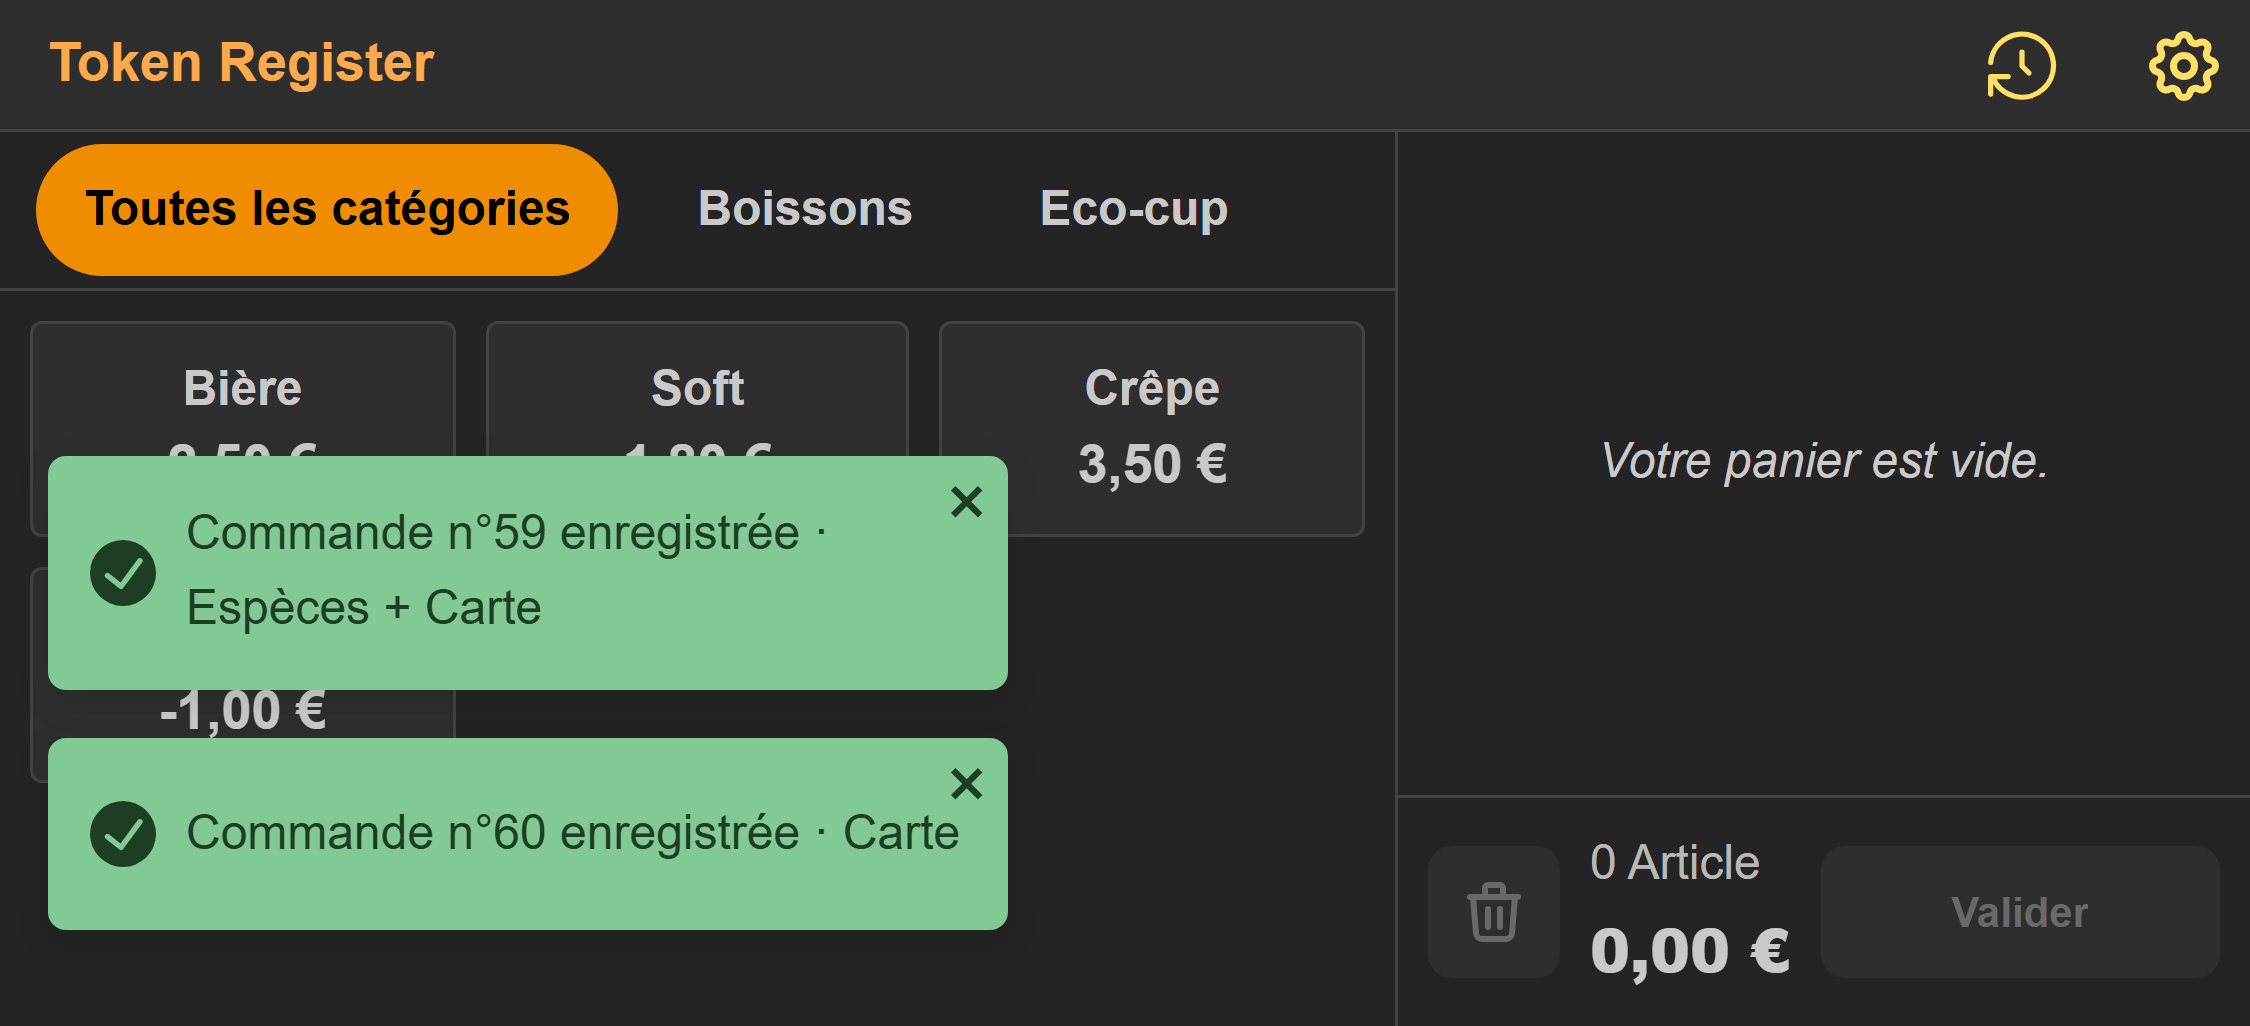 Token Register
Toutes les catégories
Boissons
Eco-cup
Bière
Soft
Crêpe
3,50 €
Commande n°59 enregistrée ·
Espèces + Carte
-1,00 €
Commande n°60 enregistrée · Carte
Votre panier est vide.
0 Article
0,00 €
Valider